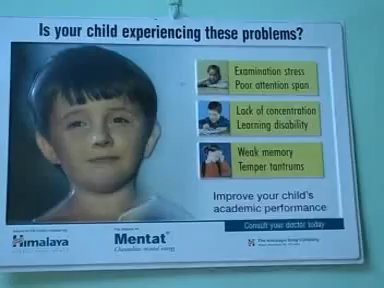 Is your child experiencing these problems?
Examination stress
Poor attention span
Lack of concentration
Learning disability
Weak memory
Temper tantrums
Improve your child's
academic performance
Consult your doctor today
Himalaya
Mentat
The Himalaya Drug Company